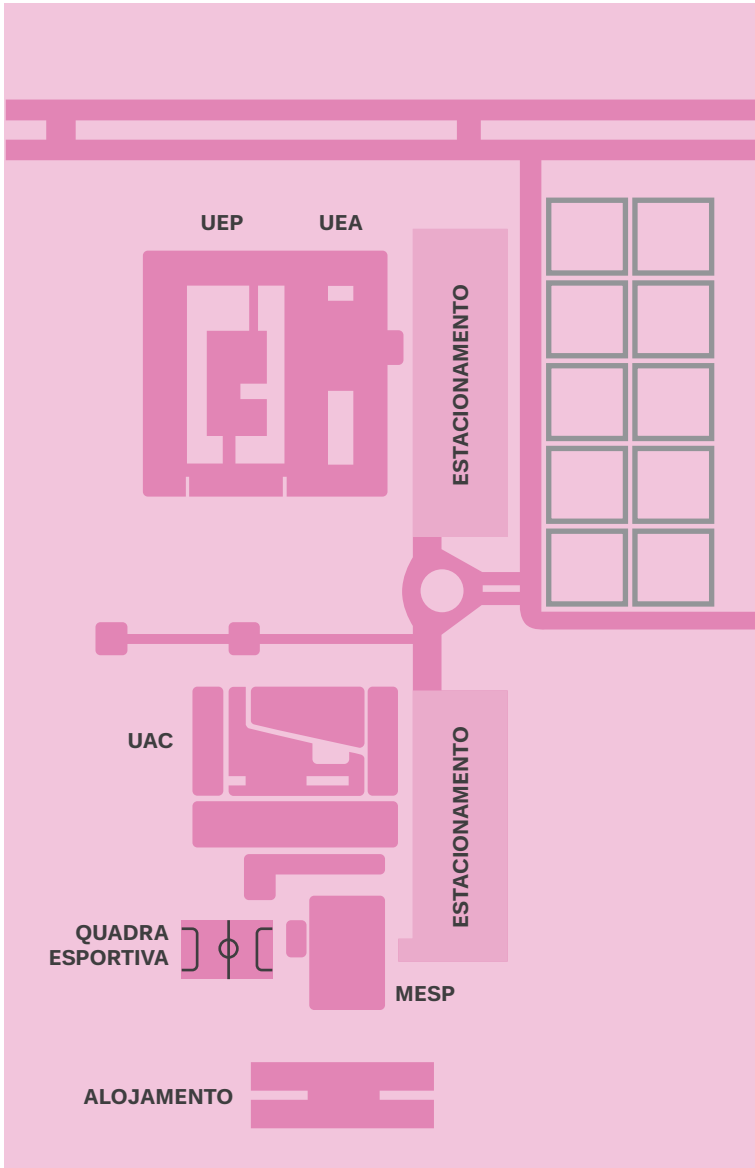 UEP
UEA
ESTACIONAMENTO
UAC
ESTACIONAMENTO
QUADRA
ESPORTIVA
MESP
ALOJAMENTO